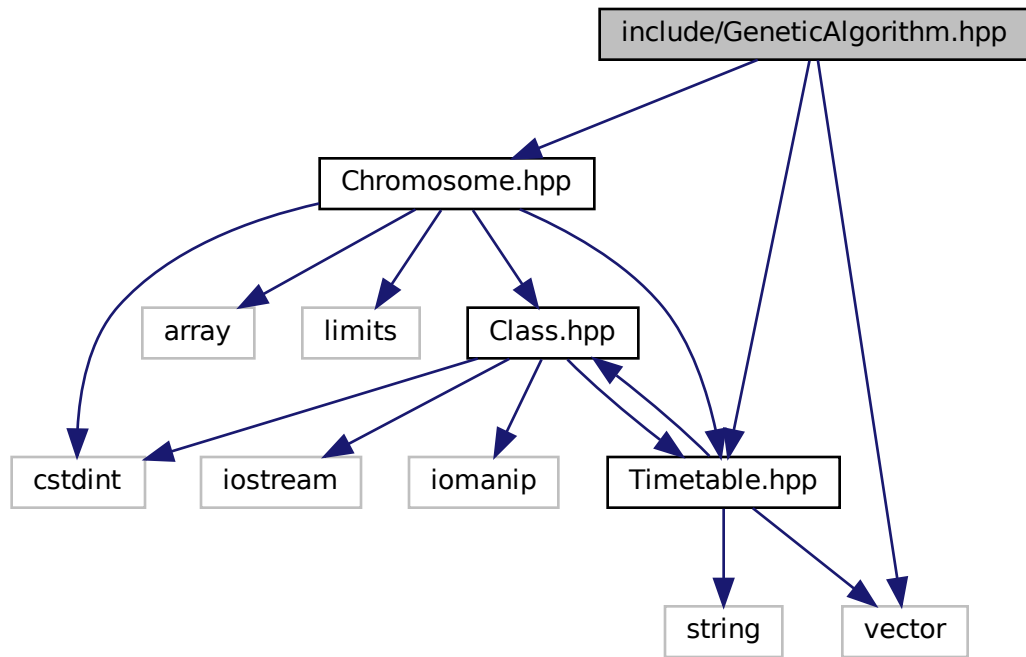 include/GeneticAlgorithm.hpp
Chromosome.hpp
array
limits
Class.hpp
cstdint
iostream
iomanip
Timetable.hpp
string
vector